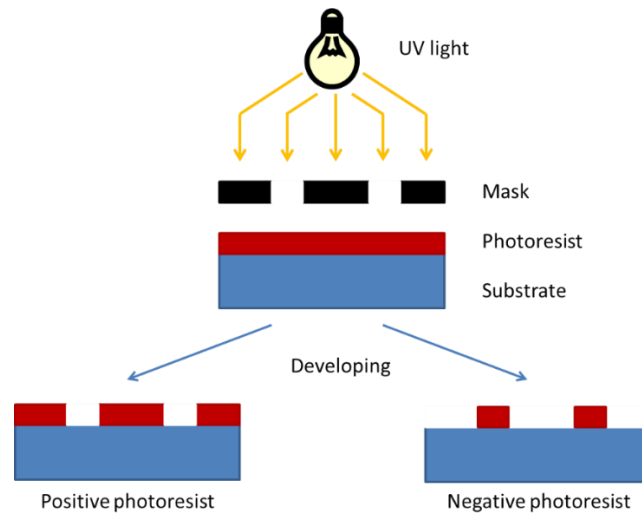 UV light
Mask
Photoresist
Substrate
Developing
Positive photoresist
Negative photoresist